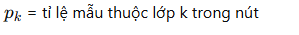 pₖ = tỉ lệ mẫu thuộc lớp k trong nút